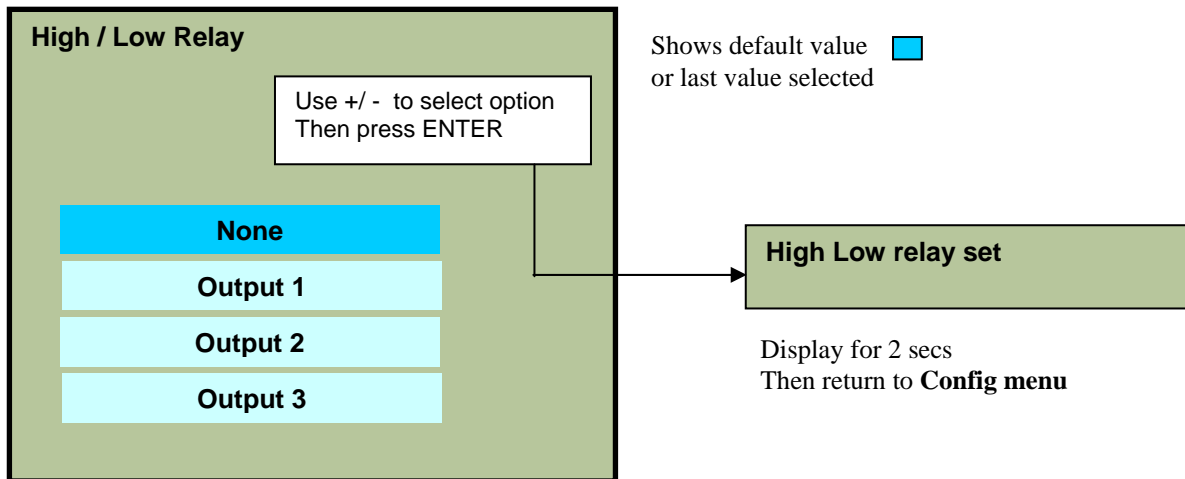 High / Low Relay
Shows default value
or last value selected
Use +/ - to select option
Then press ENTER
None
Output 1
Output 2
Output 3
High Low relay set
Display for 2 secs
Then return to Config menu